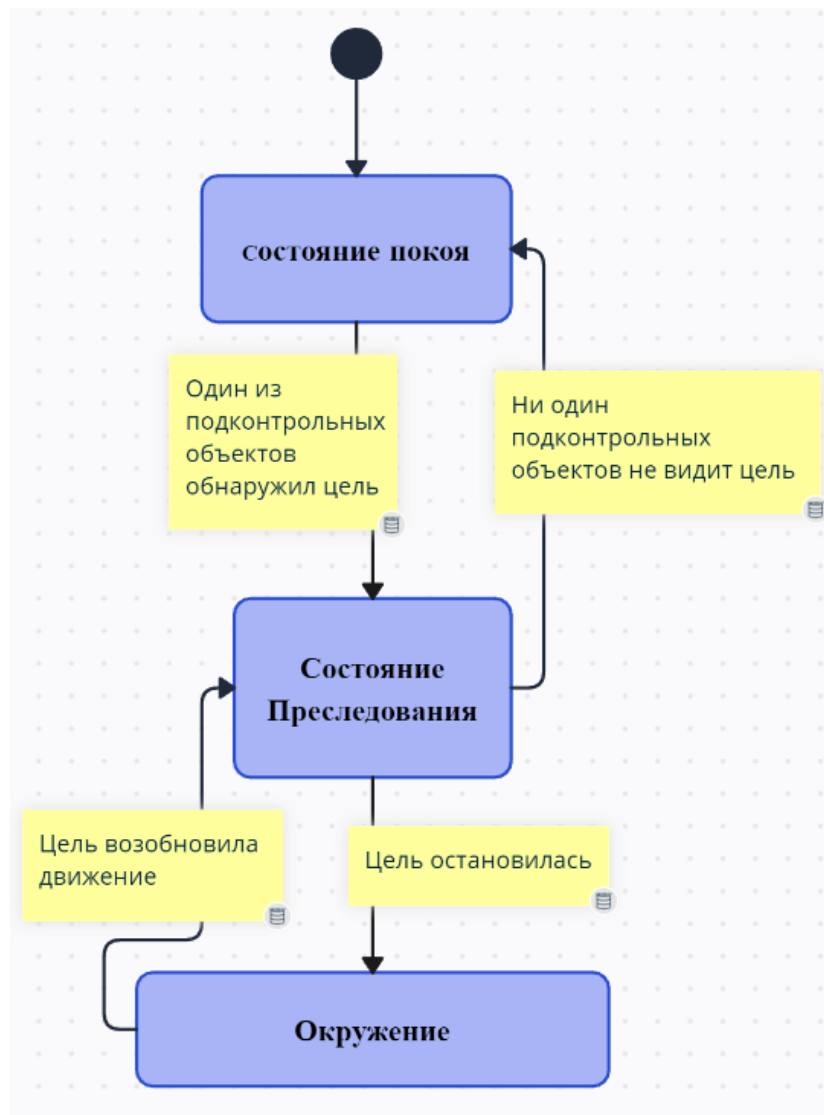 состояние покоя
Один из
подконтрольных
объектов
обнаружил цель
Ни один
подконтрольных
объектов не видит цель
Состояние
Преследования
Цель возобновила
движение
Цель остановилась
Окружение